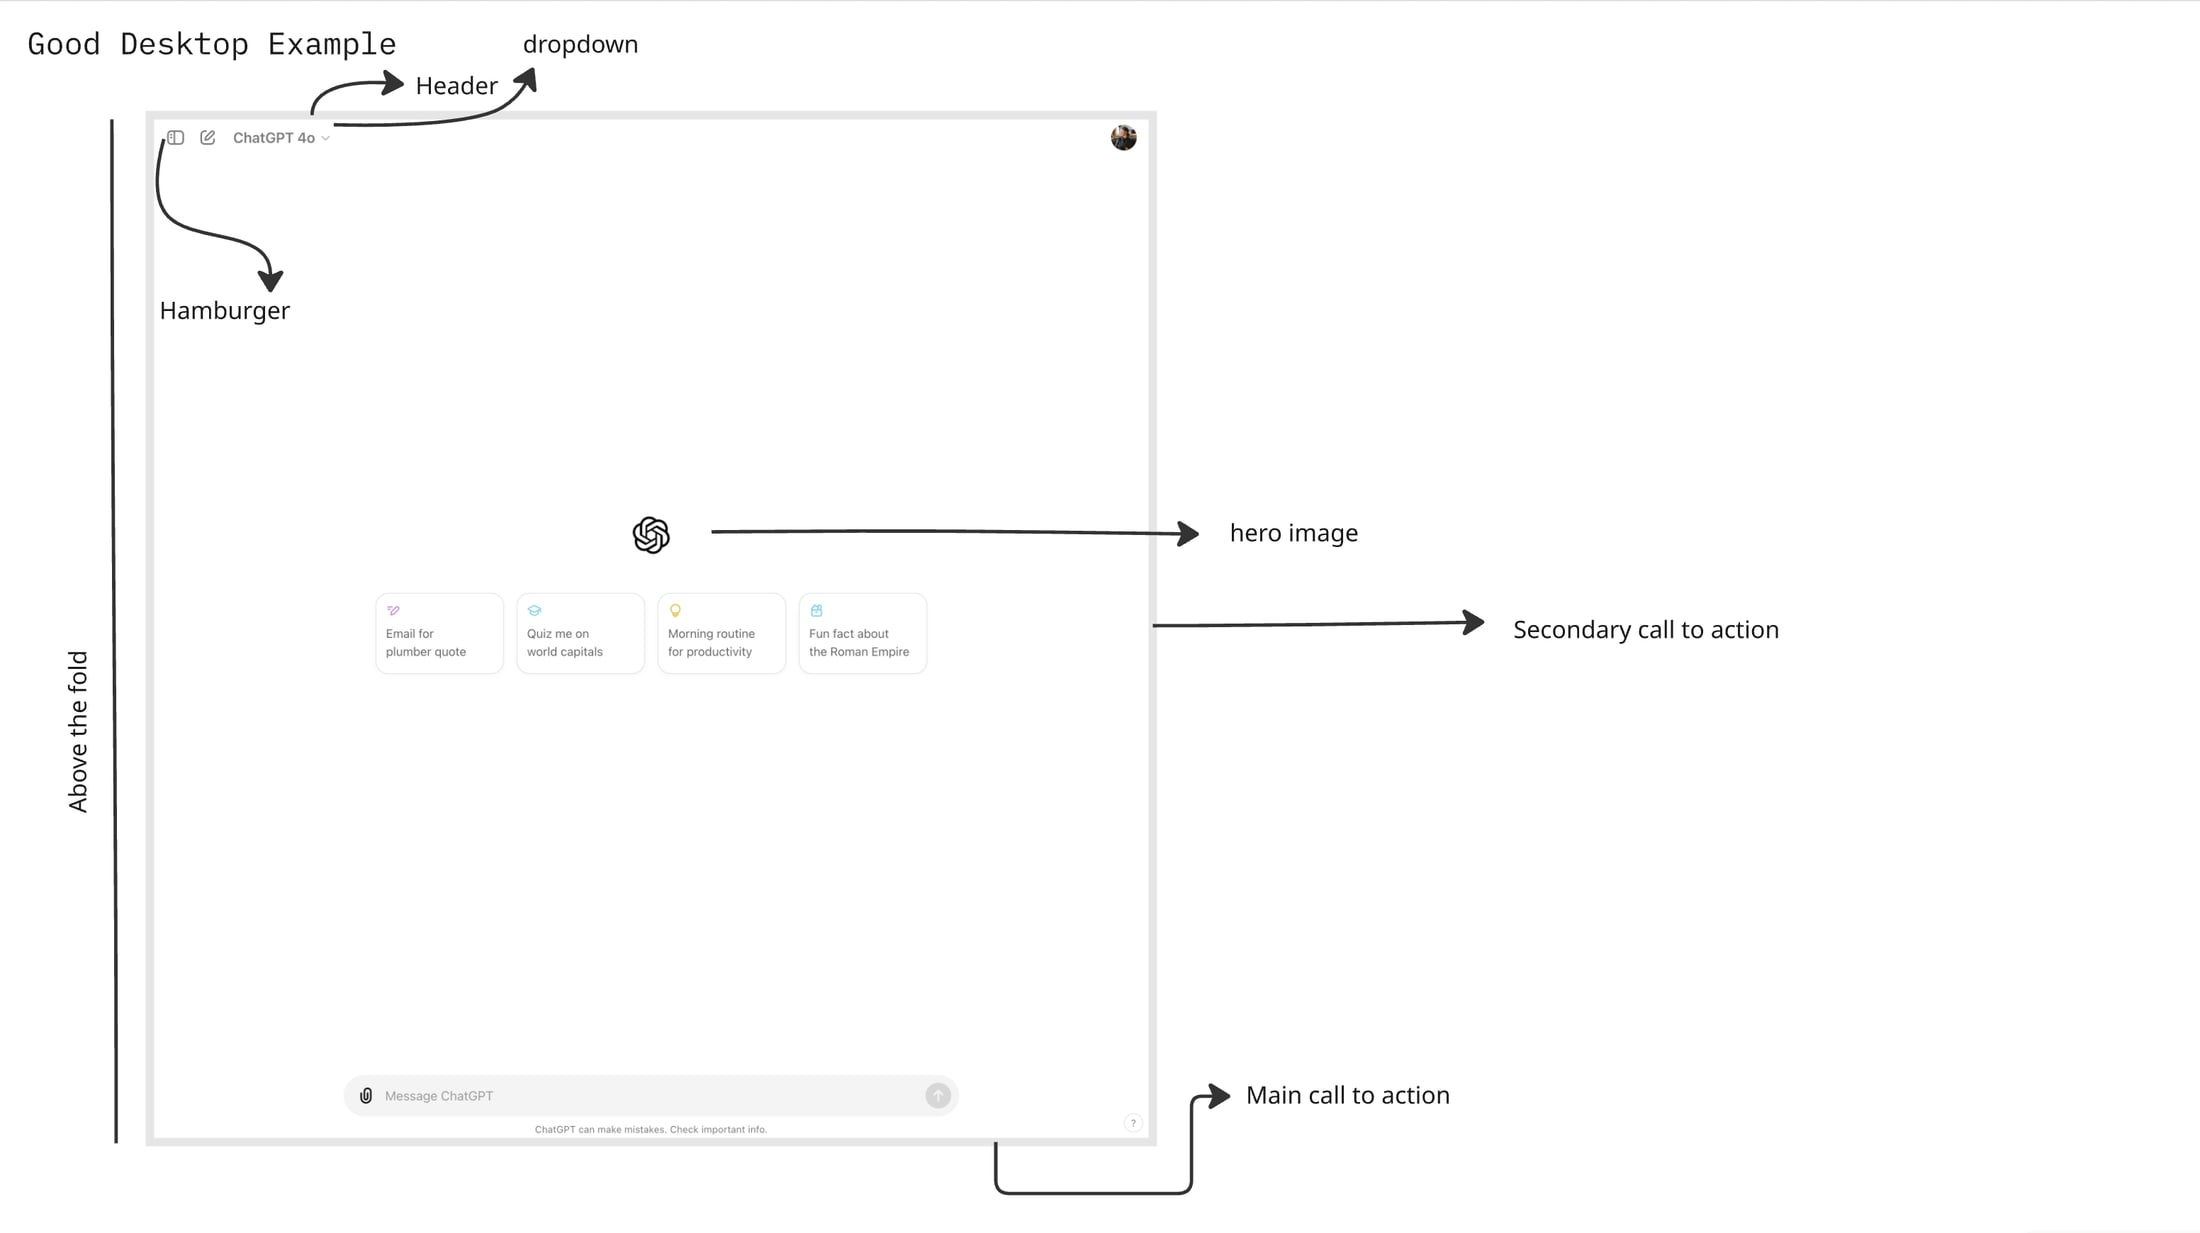 Good Desktop Example
dropdown
Header
ChatGPT 4o
Hamburger
hero image
Email for
plumber quote
Quiz me on
world capitals
Morning routine
for productivity
Fun fact about
the Roman Empire
Secondary call to action
Above the fold
Message ChatGPT
Main call to action
ChatGPT can make mistakes. Check important info.
?